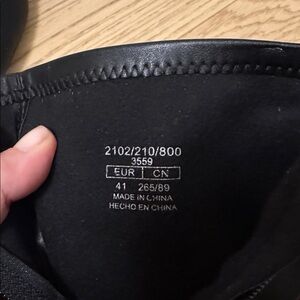 2102/210/800
3559
EUR CN
41 265/89
MADE IN CHINA
HECHO EN CHINA